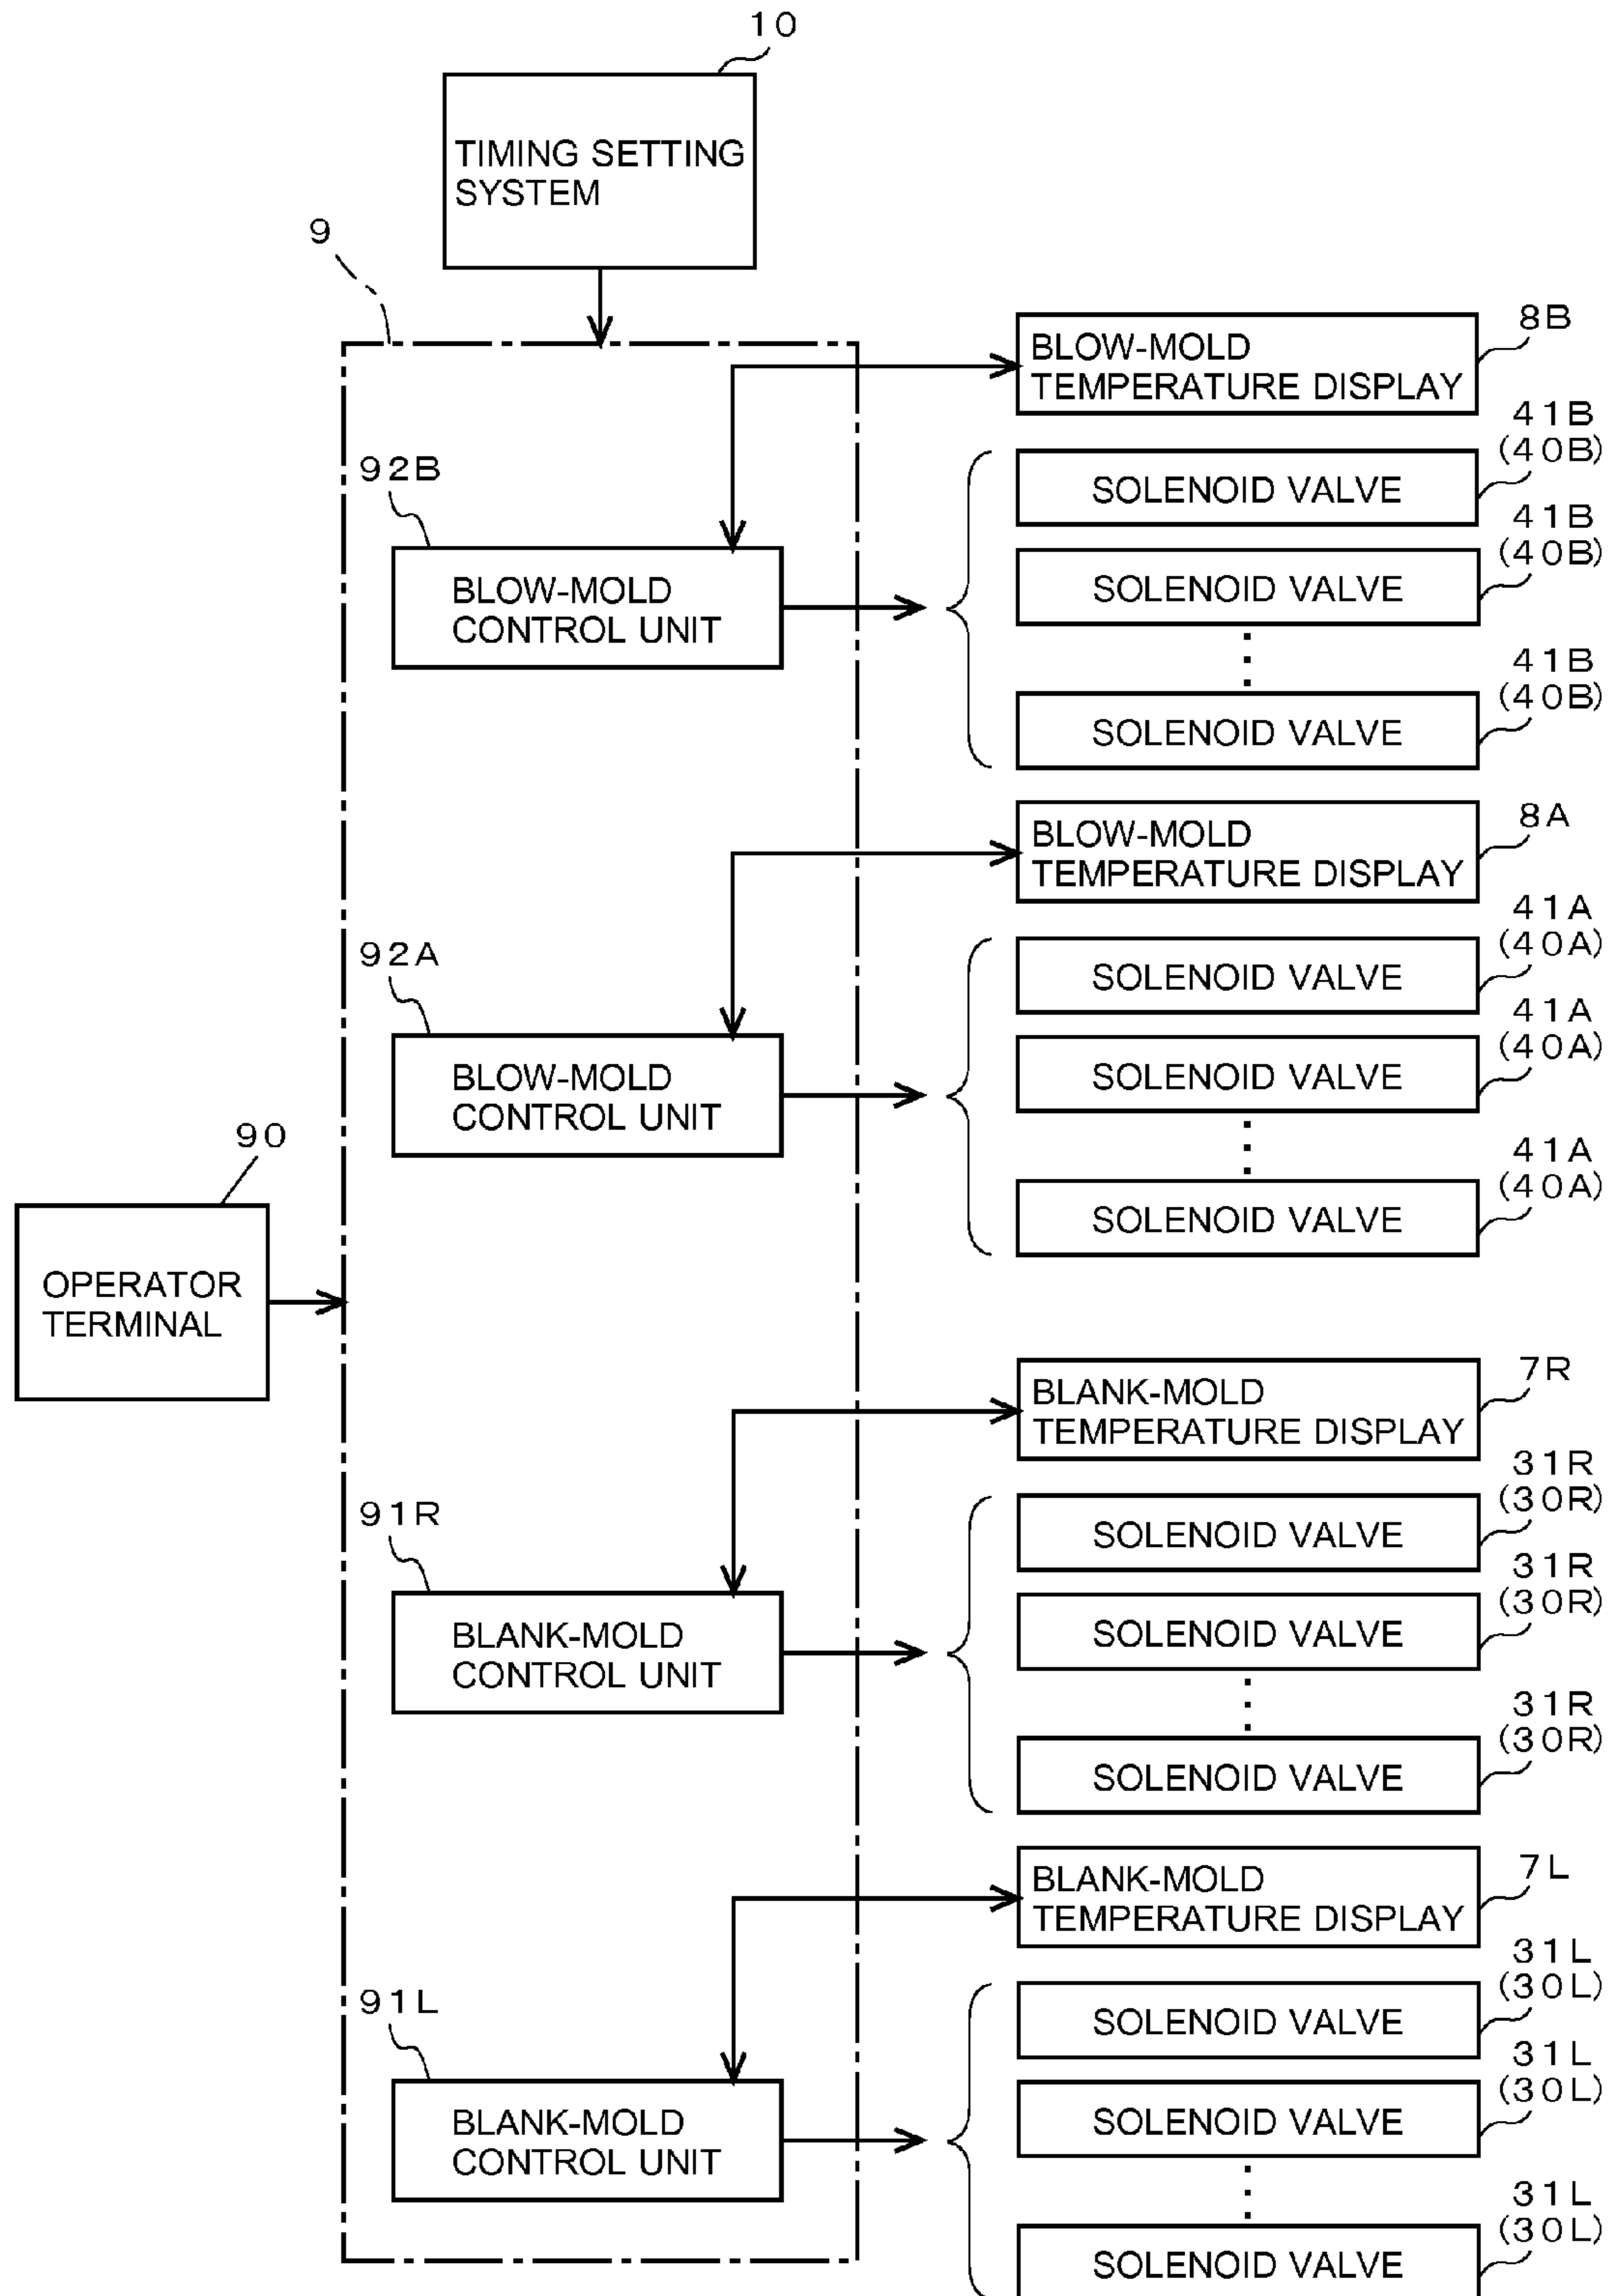 10
TIMING SETTING
SYSTEM
9
8B
BLOW-MOLD
TEMPERATURE DISPLAY
41B
(40B)
SOLENOID VALVE
92B
41B
(40B)
SOLENOID VALVE
BLOW-MOLD
CONTROL UNIT
41B
(40B)
SOLENOID VALVE
8A
BLOW-MOLD
TEMPERATURE DISPLAY
41A
(40A)
SOLENOID VALVE
92A
41A
(40A)
SOLENOID VALVE
BLOW-MOLD
CONTROL UNIT
41A
(40A)
SOLENOID VALVE
90
OPERATOR
TERMINAL
7R
BLANK-MOLD
TEMPERATURE DISPLAY
31R
(30R)
SOLENOID VALVE
91R
31R
(30R)
SOLENOID VALVE
BLANK-MOLD
CONTROL UNIT
31R
(30R)
SOLENOID VALVE
7L
BLANK-MOLD
TEMPERATURE DISPLAY
31L
(30L)
SOLENOID VALVE
91L
31L
(30L)
SOLENOID VALVE
BLANK-MOLD
CONTROL UNIT
31L
(30L)
SOLENOID VALVE